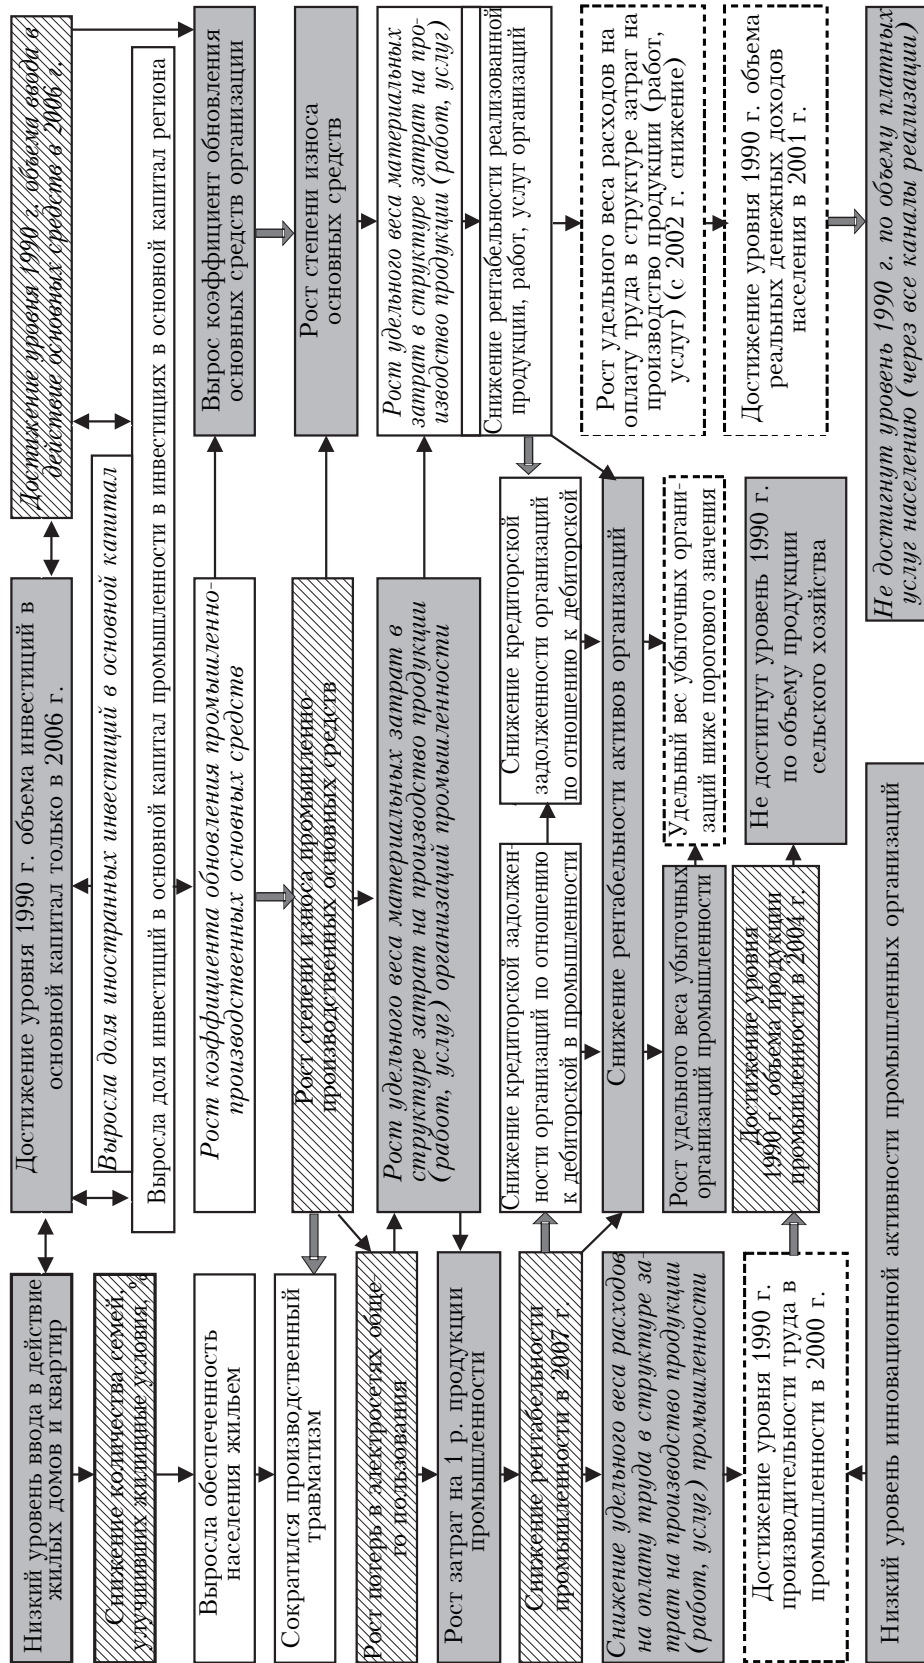 Низкий уровень ввода в действие
жилых домов и квартир
Снижение количества семей,
улучшивших жилищные условия, %
Выросла обеспеченность
населения жильем
Сократился производственный
травматизм
Рост потерь в электросетях обще-
го пользования
Рост затрат на 1 р. продукции
промышленности
Снижение рентабельности
промышленности в 2007 г.
Снижение удельного веса расходов
на оплату труда в структуре за-
трат на производство продукции
(работ, услуг) промышленности
Достижение уровня 1990 г.
производительности труда в
промышленности в 2000 г.
Низкий уровень инновационной активности промышленных организаций
Достижение уровня 1990 г. объема инвестиций в
основной капитал только в 2006 г.
Выросла доля иностранных инвестиций в основной капитал
Выросла доля инвестиций в основной капитал промышленности в инвестициях в основной капитал региона
Рост коэффициента обновления промышленно-
производственных основных средств
Рост степени износа промышленно-
производственных основных средств
Рост удельного веса материальных затрат в
структуре затрат на производство продукции
(работ, услуг) организаций промышленности
Снижение кредиторской задолжен-
ности организаций по отношению
к дебиторской в промышленности
Снижение кредиторской
задолженности организаций
по отношению к дебиторской
Снижение рентабельности активов организаций
Рост удельного веса убыточных
организаций промышленности
Удельный вес убыточных органи-
заций ниже порогового значения
Достижение уровня
1990 г. объема продукции
промышленности в 2004 г.
Не достигнут уровень 1990 г.
по объему продукции
сельского хозяйства
Достижение уровня 1990 г. объема ввода в
действие основных средств в 2006 г.
Вырос коэффициент обновления
основных средств организации
Рост степени износа
основных средств
Рост удельного веса материальных
затрат в структуре затрат на про-
изводство продукции (работ, услуг)
Снижение рентабельности реализованной
продукции, работ, услуг организаций
Рост удельного веса расходов на
оплату труда в структуре затрат на
производство продукции (работ,
услуг) (с 2002 г. снижение)
Достижение уровня 1990 г.
реальных денежных доходов
населения в 2001 г.
Не достигнут уровень 1990 г. по объему платных
услуг населению (через все каналы реализации)